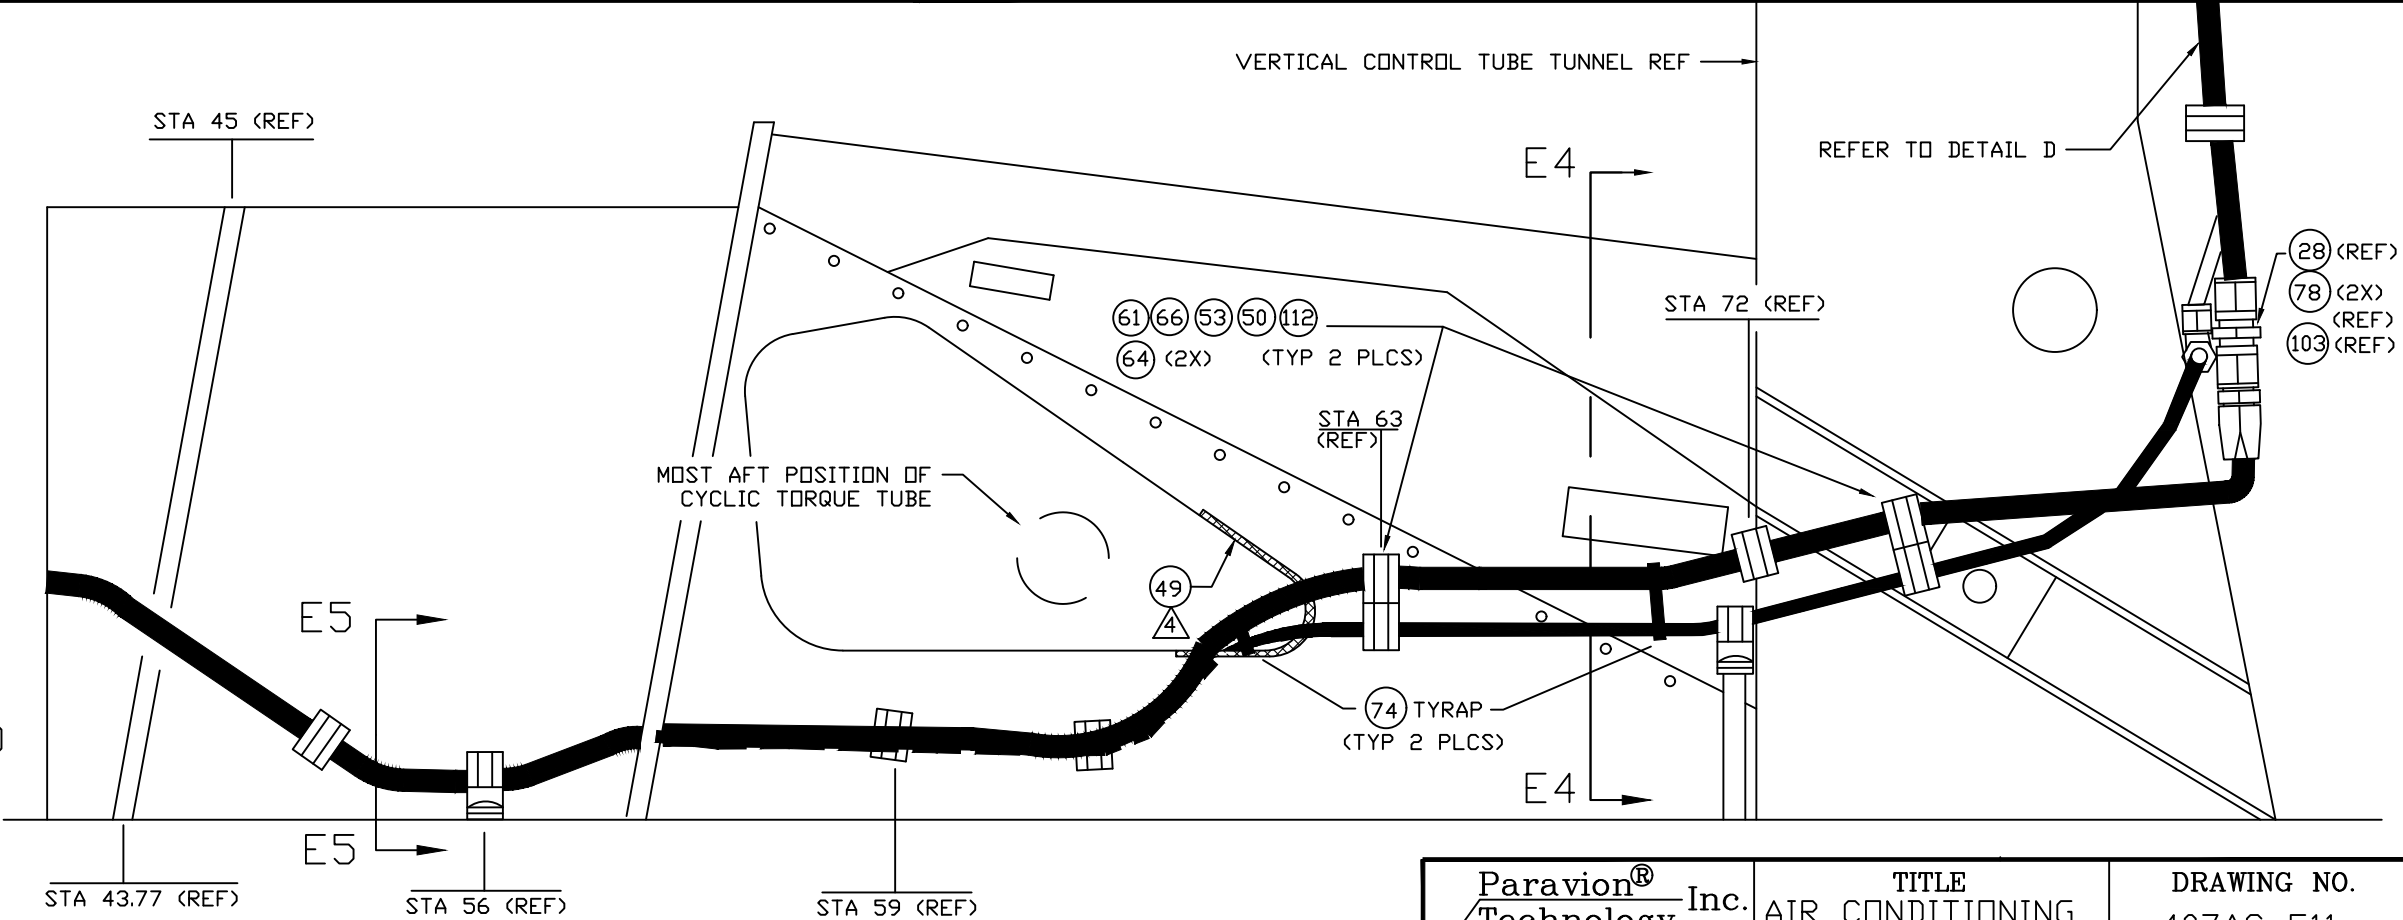 VERTICAL CONTROL TUBE TUNNEL REF
STA 45 (REF)
REFER TO DETAIL D
E4
28 (REF)
78 (2X)
(REF)
103 (REF)
STA 72 (REF)
61 66 53 50 112
64 (2X) (TYP 2 PLCS)
STA 63
(REF)
MOST AFT POSITION OF
CYCLIC TORQUE TUBE
49
4
E5
74 TYRAP
(TYP 2 PLCS)
E4
E5
STA 43.77 (REF)
STA 56 (REF)
STA 59 (REF)
Paravion® Inc.
Technology
TITLE
AIR CONDITIONING
DRAWING NO.